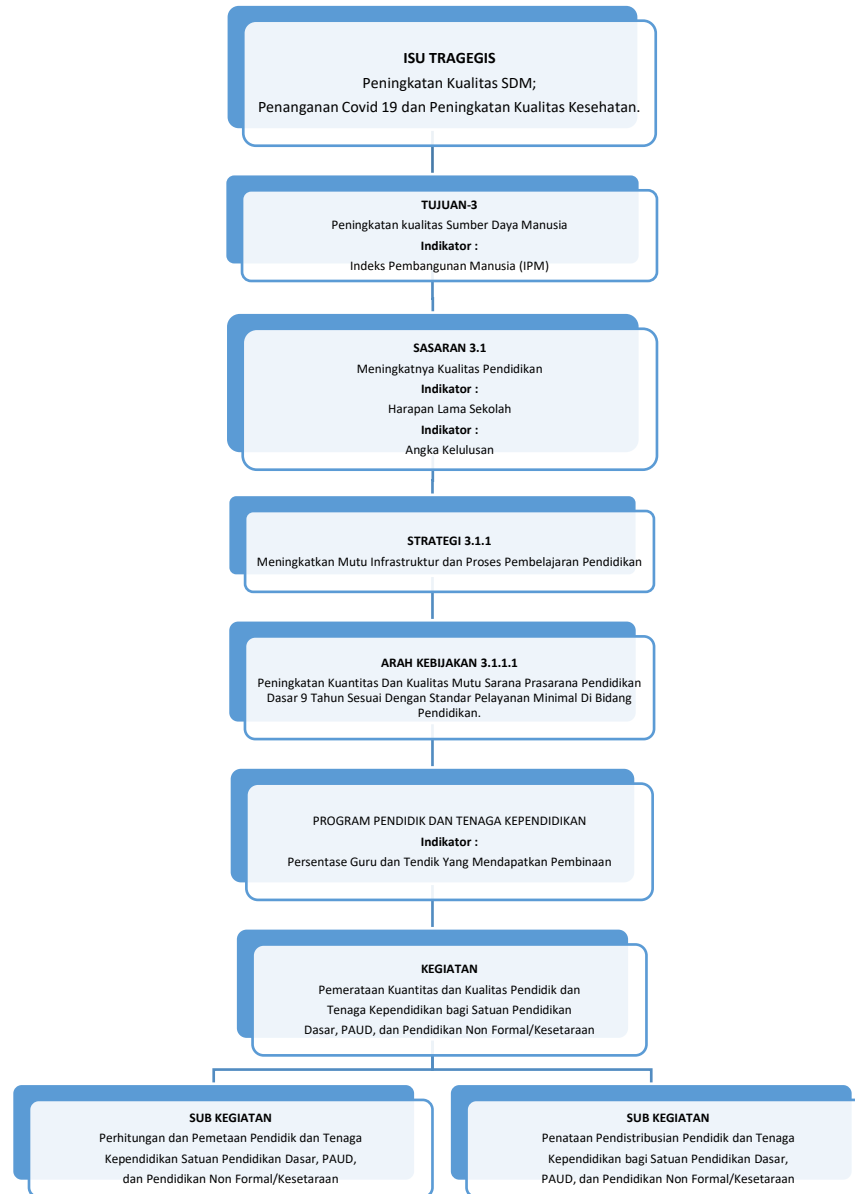 ISU TRAGEGIS
Peningkatan Kualitas SDM;
Penanganan Covid 19 dan Peningkatan Kualitas Kesehatan.
TUJUAN-3
Peningkatan kualitas Sumber Daya Manusia
Indikator :
Indeks Pembangunan Manusia (IPM)
SASARAN 3.1
Meningkatnya Kualitas Pendidikan
Indikator :
Harapan Lama Sekolah
Indikator :
Angka Kelulusan
STRATEGI 3.1.1
Meningkatkan Mutu Infrastruktur dan Proses Pembelajaran Pendidikan
ARAH KEBIJAKAN 3.1.1.1
Peningkatan Kuantitas Dan Kualitas Mutu Sarana Prasarana Pendidikan
Dasar 9 Tahun Sesuai Dengan Standar Pelayanan Minimal Di Bidang
Pendidikan.
PROGRAM PENDIDIK DAN TENAGA KEPENDIDIKAN
Indikator :
Persentase Guru dan Tendik Yang Mendapatkan Pembinaan
KEGIATAN
Pemerataan Kuantitas dan Kualitas Pendidik dan
Tenaga Kependidikan bagi Satuan Pendidikan
Dasar, PAUD, dan Pendidikan Non Formal/Kesetaraan
SUB KEGIATAN
Perhitungan dan Pemetaan Pendidik dan Tenaga
Kependidikan Satuan Pendidikan Dasar, PAUD,
dan Pendidikan Non Formal/Kesetaraan
SUB KEGIATAN
Penataan Pendistribusian Pendidik dan Tenaga
Kependidikan bagi Satuan Pendidikan Dasar,
PAUD, dan Pendidikan Non Formal/Kesetaraan